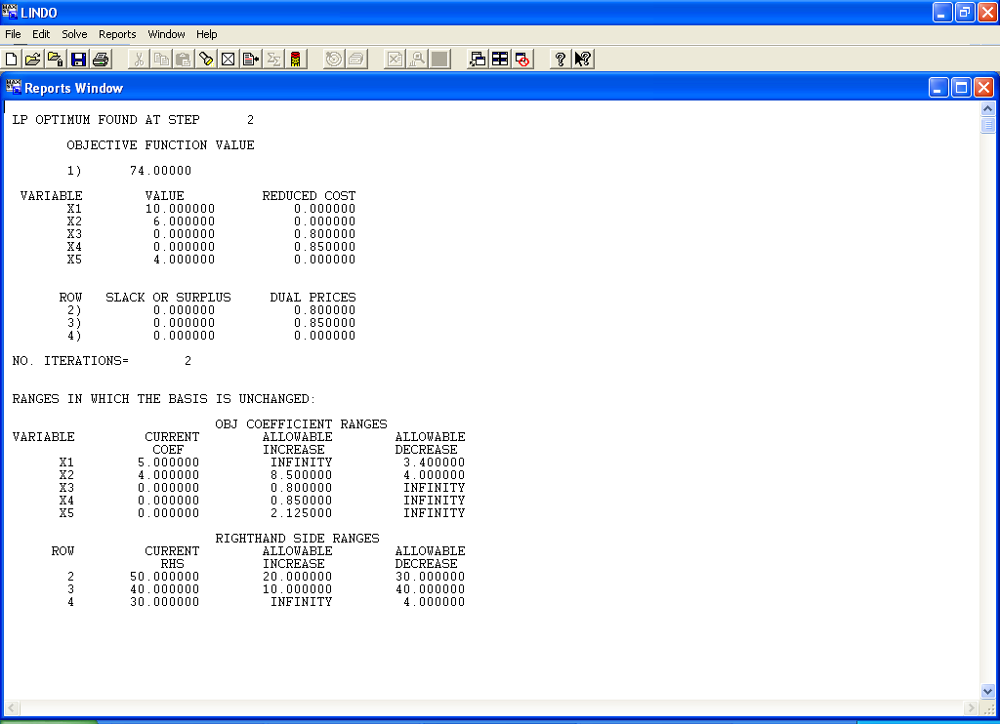 LINDO
File Edit Solve Reports Window Help
Reports Window
LP OPTIMUM FOUND AT STEP 2
OBJECTIVE FUNCTION VALUE
1) 74.00000
VARIABLE VALUE REDUCED COST
X1 10.000000 0.000000
X2 6.000000 0.000000
X3 0.000000 0.800000
X4 0.000000 0.850000
X5 4.000000 0.000000
ROW SLACK OR SURPLUS DUAL PRICES
2) 0.000000 0.800000
3) 0.000000 0.850000
4) 0.000000 0.000000
NO. ITERATIONS= 2
RANGES IN WHICH THE BASIS IS UNCHANGED:
OBJ COEFFICIENT RANGES
VARIABLE CURRENT ALLOWABLE ALLOWABLE
COEF INCREASE DECREASE
X1 5.000000 INFINITY 3.400000
X2 4.000000 8.500000 4.000000
X3 0.000000 0.800000 INFINITY
X4 0.000000 0.850000 INFINITY
X5 0.000000 2.125000 INFINITY
RIGHTHAND SIDE RANGES
ROW CURRENT ALLOWABLE ALLOWABLE
RHS INCREASE DECREASE
2 50.000000 20.000000 30.000000
3 40.000000 10.000000 40.000000
4 30.000000 INFINITY 4.000000